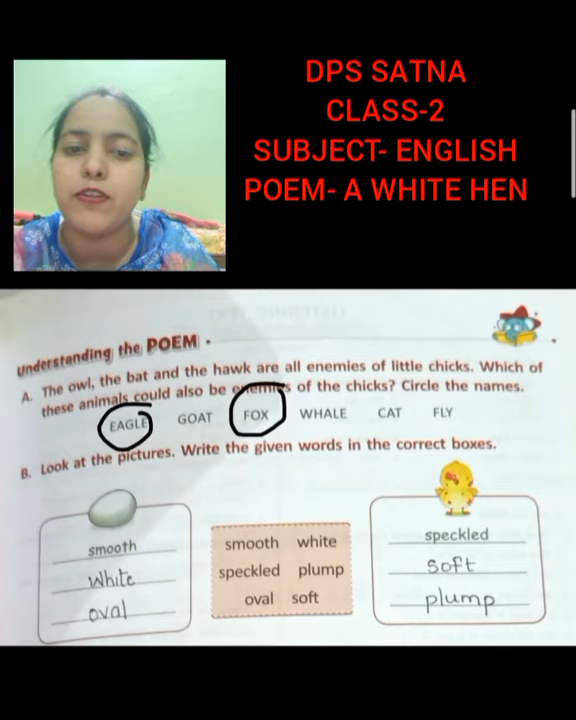 DPS SATNA
CLASS-2
SUBJECT- ENGLISH
POEM- A WHITE HEN
Understanding the POEM
A. The owl, the bat and the hawk are all enemies of little chicks. Which of
these animals could also be enemies of the chicks? Circle the names.
EAGLE GOAT FOX WHALE CAT FLY
B. Look at the pictures. Write the given words in the correct boxes.
smooth
White
oval
smooth white
speckled plump
oval soft
speckled
Soft
plump